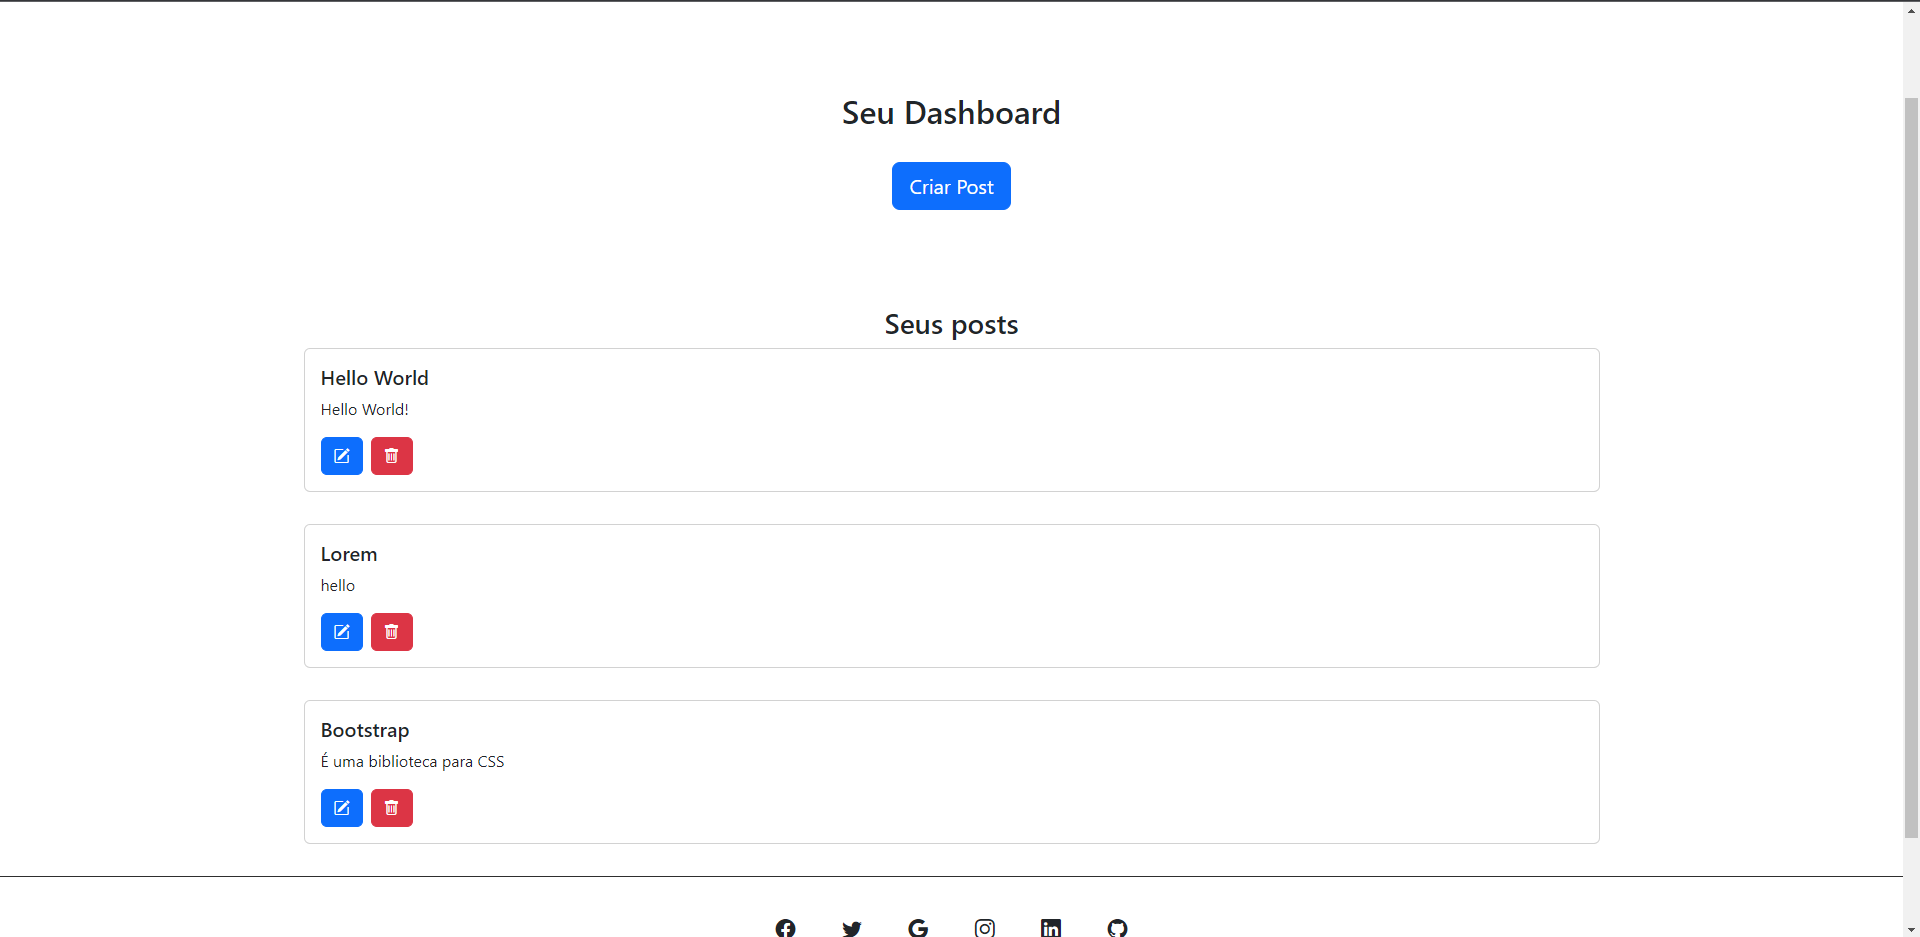 Seu Dashboard
Criar Post
Seus posts
Hello World
Hello World!
Lorem
hello
Bootstrap
É uma biblioteca para CSS